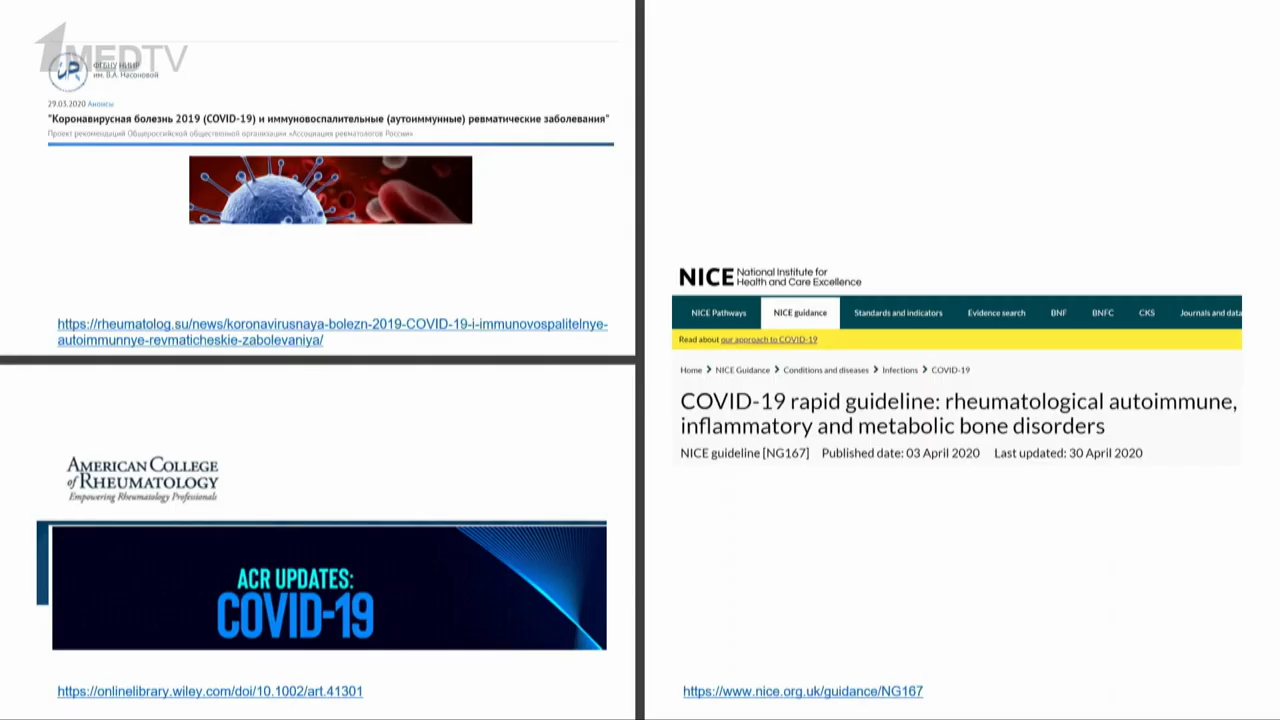 1MEDTV
ФГБНУ НИИР
им. В.А. Насоновой
29.03.2020 Анонсы
"Коронавирусная болезнь 2019 (COVID-19) и иммуновоспалительные (аутоиммунные) ревматические заболевания"
Проект рекомендаций Общероссийской общественной организации «Ассоциация ревматологов России»
https://rheumatolog.su/news/koronavirusnaya-bolezn-2019-COVID-19-i-immunovospalitelnye-
autoimmunnye-revmaticheskie-zabolevaniya/
AMERICAN COLLEGE
of RHEUMATOLOGY
Empowering Rheumatology Professionals
ACR UPDATES:
COVID-19
https://onlinelibrary.wiley.com/doi/10.1002/art.41301
NICE National Institute for
Health and Care Excellence
NICE Pathways NICE guidance Standards and indicators Evidence search BNF BNFC CKS Journals and data
Read about our approach to COVID-19
Home > NICE Guidance > Conditions and diseases > Infections > COVID-19
COVID-19 rapid guideline: rheumatological autoimmune,
inflammatory and metabolic bone disorders
NICE guideline [NG167] Published date: 03 April 2020 Last updated: 30 April 2020
https://www.nice.org.uk/guidance/NG167